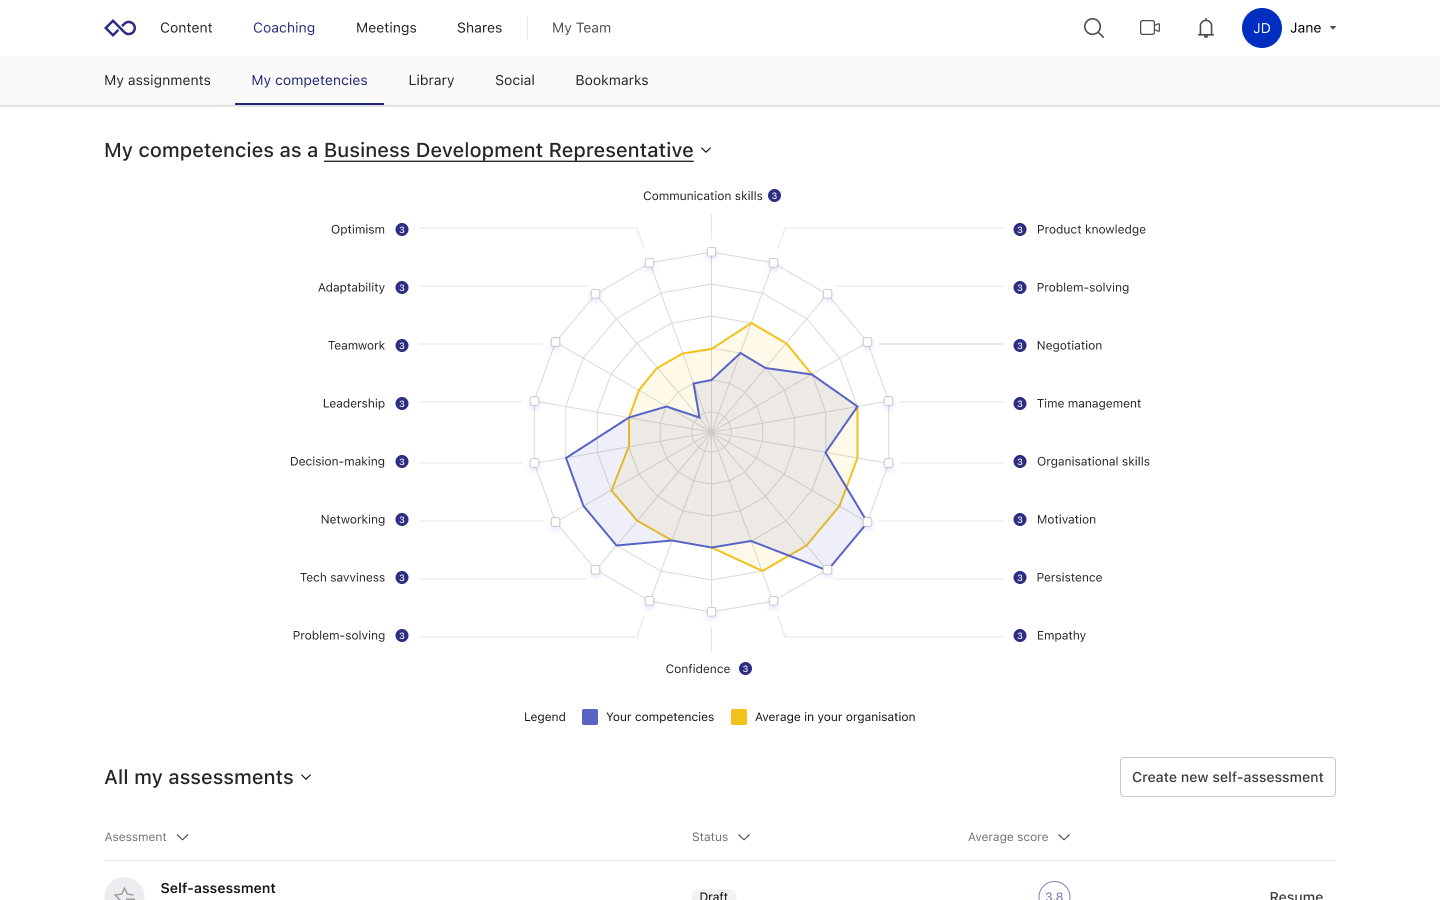 Content Coaching Meetings Shares My Team JD Jane
My assignments My competencies Library Social Bookmarks
My competencies as a Business Development Representative
Communication skills 3
Optimism 3
3 Product knowledge
Adaptability 3
3 Problem-solving
Teamwork 3
3 Negotiation
Leadership 3
3 Time management
Decision-making 3
3 Organisational skills
Networking 3
3 Motivation
Tech savviness 3
3 Persistence
Problem-solving 3
3 Empathy
Confidence 3
Legend Your competencies Average in your organisation
All my assessments
Create new self-assessment
Asessment Status Average score
Self-assessment
Draft 3.8 Resume